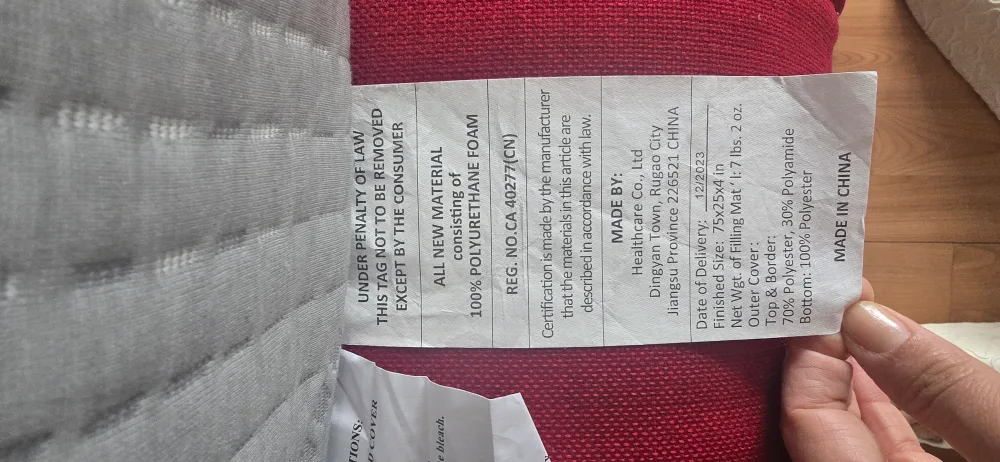 UNDER PENALTY OF LAW
THIS TAG NOT TO BE REMOVED
EXCEPT BY THE CONSUMER
ALL NEW MATERIAL
consisting of
100% POLYURETHANE FOAM
REG. NO.CA 40277(CN)
Certification is made by the manufacturer
that the materials in this article are
described in accordance with law.
MADE BY:
Healthcare Co., Ltd
Dingyan Town, Rugao City
Jiangsu Province 226521 CHINA
Date of Delivery: 12/2023
Finished Size: 75x25x4 in
Net Wgt. of Filling Mat ' l: 7 lbs. 2 oz.
Outer Cover:
Top & Border:
70% Polyester, 30% Polyamide
Bottom: 100% Polyester
MADE IN CHINA
TIONS:
COVER
bleach.